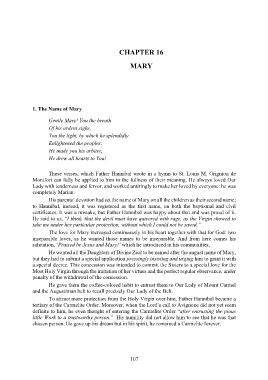 CHAPTER 16
MARY
1. The Name of Mary
Gentle Mary! You the breath
Of his ardent sighs,
You the light, by which he splendidly
Enlightened the peoples;
He made you his arbiter,
He drew all hearts to You!
These verses, which Father Hannibal wrote in a hymn to St. Louis M. Grignion de
Montfort can fully be applied to him in the fullness of their meaning. He always loved Our
Lady with tenderness and fervor, and worked untiringly to make her loved by everyone: he was
completely Marian.
His parents' devotion had set the name of Mary on all the children as their second name;
to Hannibal, instead, it was registered as the first name, on both the baptismal and civil
certificates. It was a mistake, but Father Hannibal was happy about that and was proud of it.
He said to us, "I think that the devil must have quivered with rage, as the Virgin showed to
take me under her particular protection, without which I could not be saved."
The love for Mary increased continuously in his heart together with that for God: two
inseparable loves, as he wanted those names to be inseparable. And from here comes his
salutation, "Praised be Jesus and Mary!" which he introduced in his communities.
He wanted all the Daughters of Divine Zeal to be named after the august name of Mary,
but they had to submit a special application pressingly insisting and urging him to grant it with
a special decree. This concession was intended to commit the Sisters to a special love for the
Most Holy Virgin through the imitation of her virtues and the perfect regular observance, under
penalty of the withdrawal of the concession.
He gave them the coffee-colored habit to entrust them to Our Lady of Mount Carmel
and the Augustinian belt to recall precisely Our Lady of the Belt.
To attract more protection from the Holy Virgin over him, Father Hannibal became a
tertiary of the Carmelite Order. Moreover, when the Lord's call to Avignone did not yet seem
definite to him, he even thought of entering the Carmelite Order "after entrusting the pious
little Work to a trustworthy person." His humility did not allow him to see that he was that
chosen person. He gave up his dream but in his spirit, he remained a Carmelite forever.
107